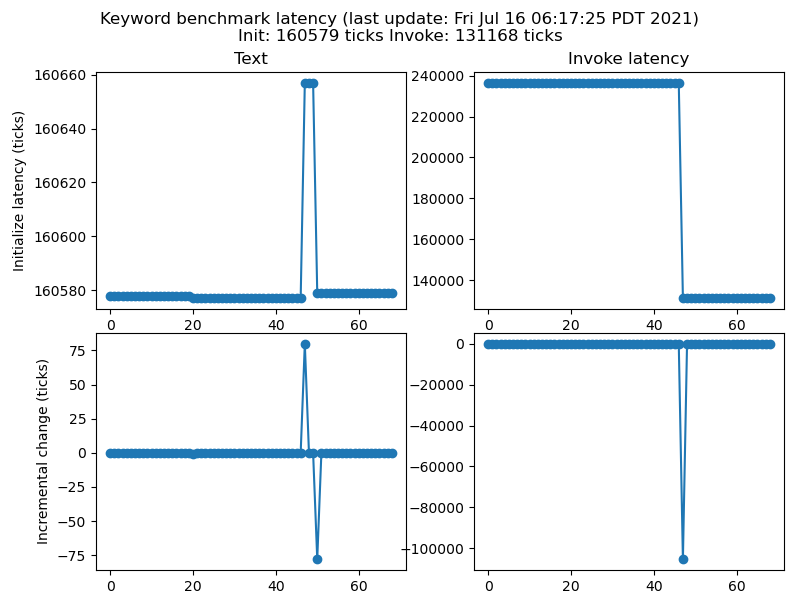 Keyword benchmark latency (last update: Fri Jul 16 06:17:25 PDT 2021)
Init: 160579 ticks Invoke: 131168 ticks
Text
Invoke latency
Initialize latency (ticks)
160660
160640
160620
160600
160580
0 20 40 60
240000
220000
200000
180000
160000
140000
0 20 40 60
Incremental change (ticks)
75
50
25
0
−25
−50
−75
0 20 40 60
0
−20000
−40000
−60000
−80000
−100000
0 20 40 60